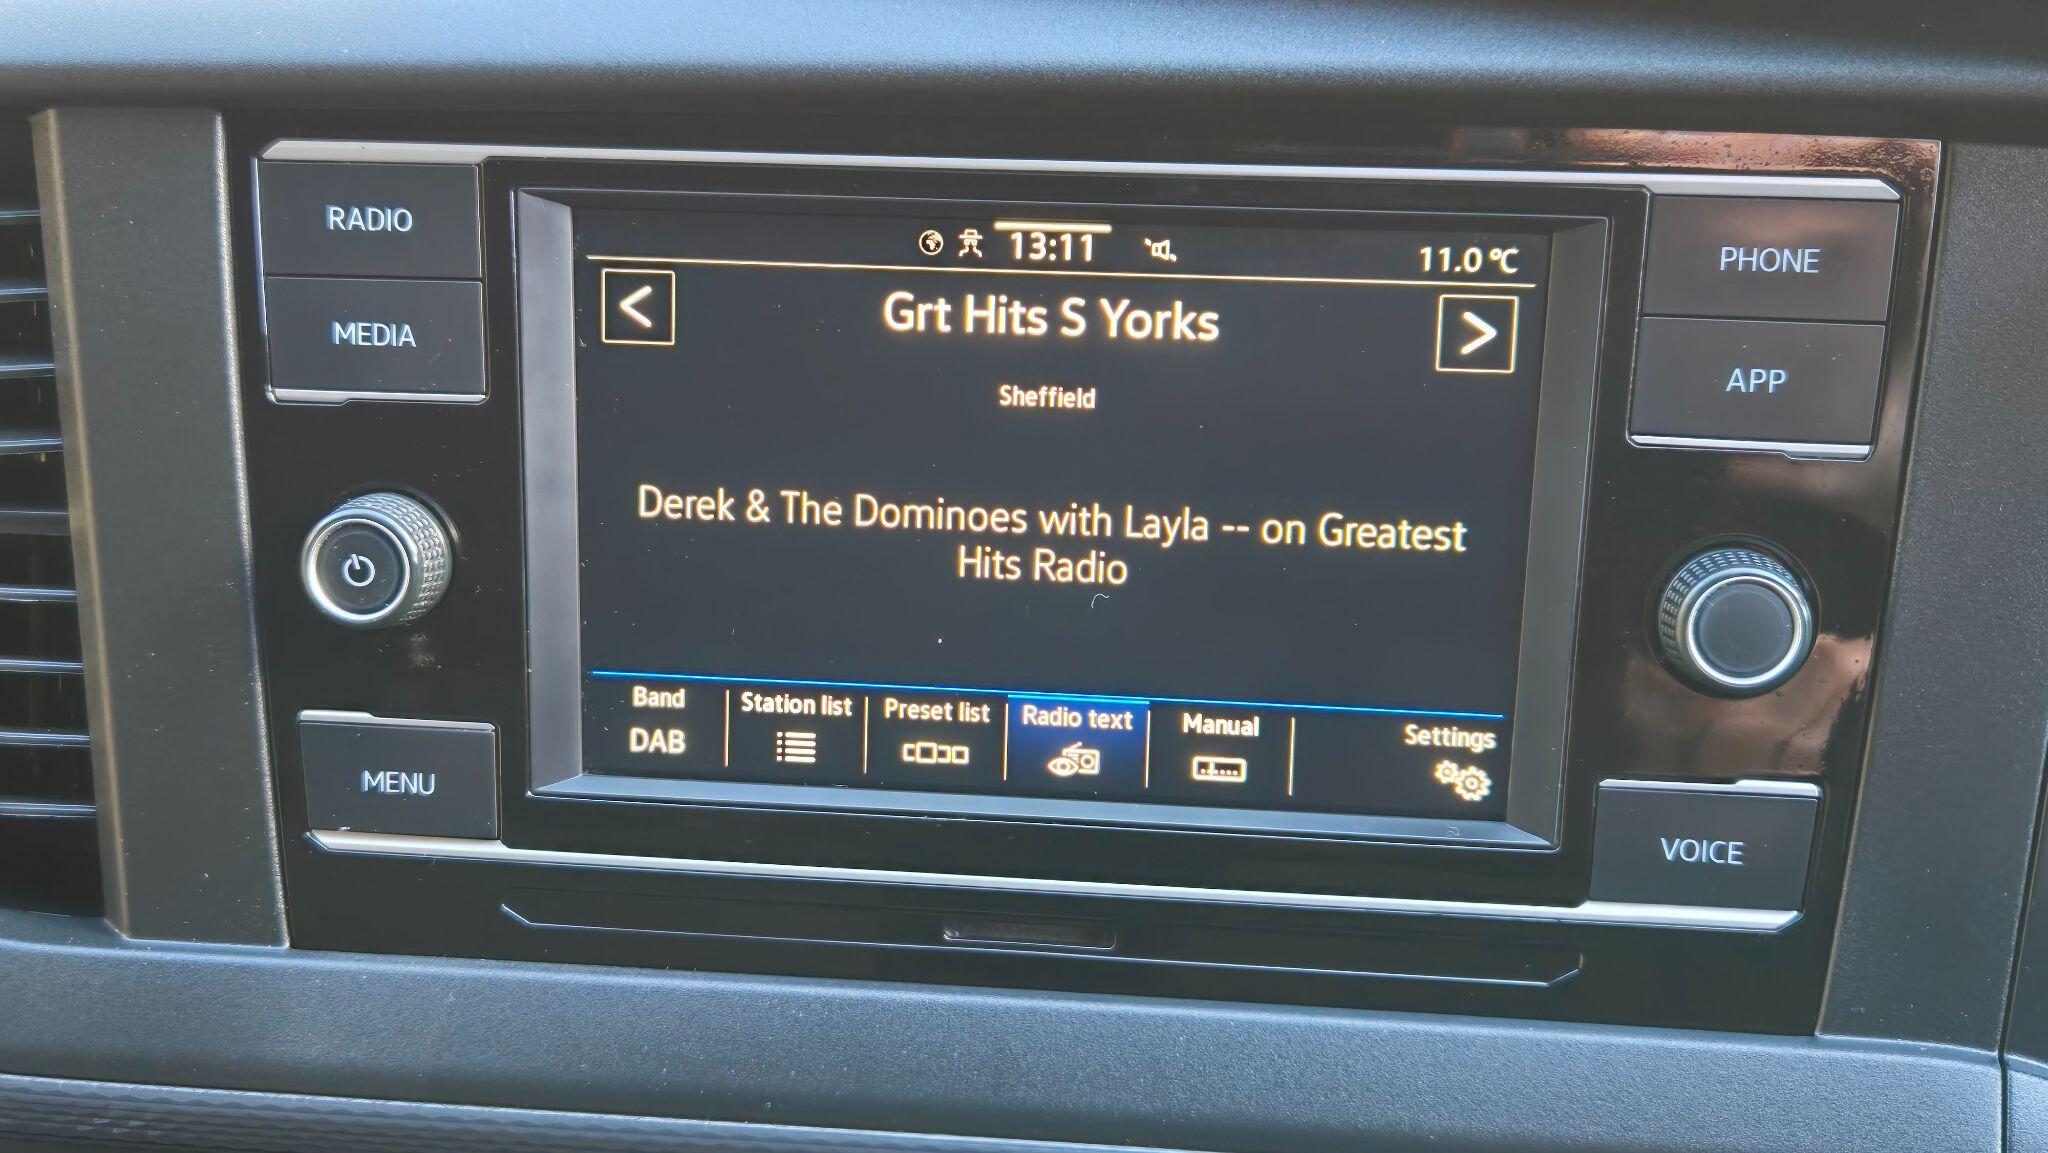 RADIO
MEDIA
MENU
13:11
11.0 °C
<
Grt Hits S Yorks
>
Sheffield
Derek & The Dominoes with Layla -- on Greatest
Hits Radio
Band
DAB
Station list
Preset list
Radio text
Manual
Settings
PHONE
APP
VOICE